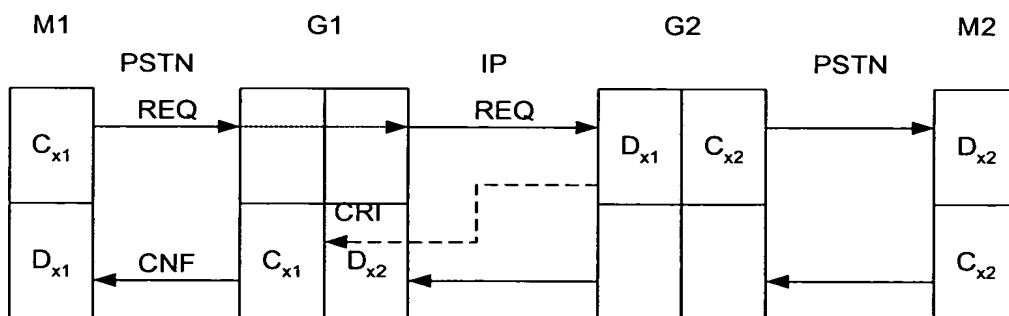 M1 G1 G2 M2
PSTN IP PSTN
REQ REQ
Cx1 Dx1 Cx2 Dx2
CRI
Dx1 CNF Cx1 Dx2 Cx2